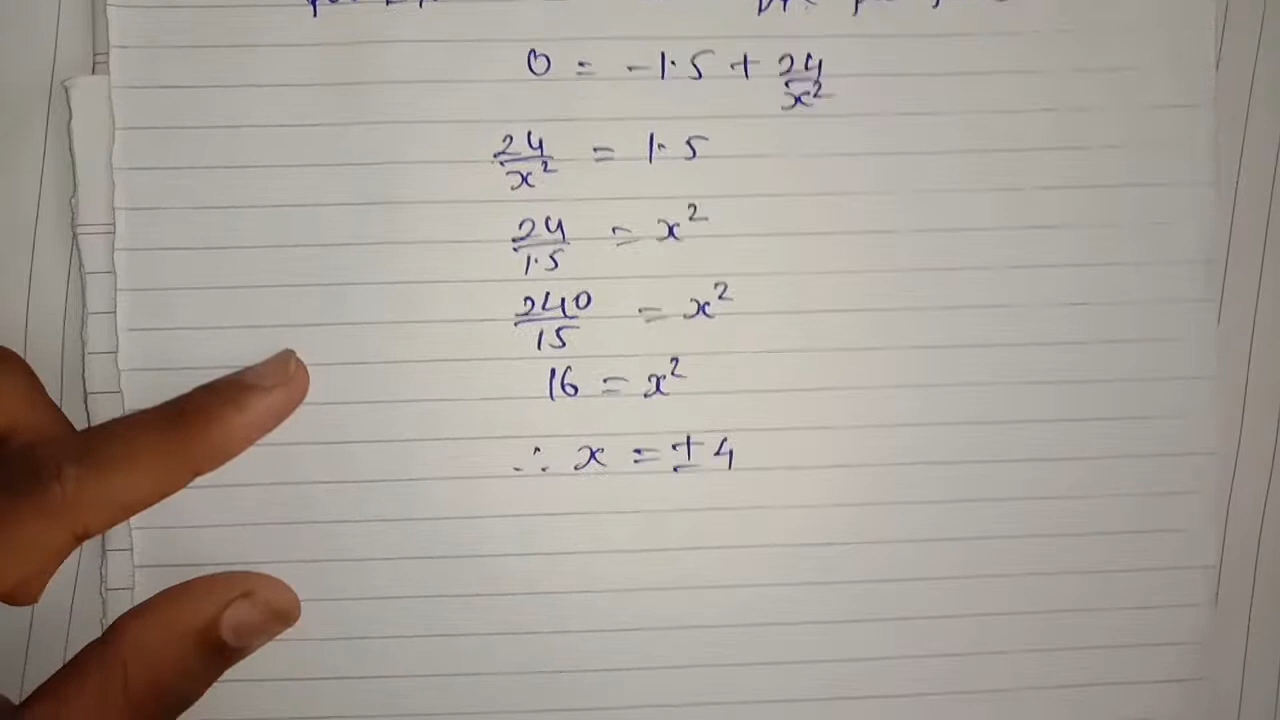 0 = -1.5 + 24/x²
24/x² = 1.5
24/1.5 = x²
240/15 = x²
16 = x²
∴ x = ± 4